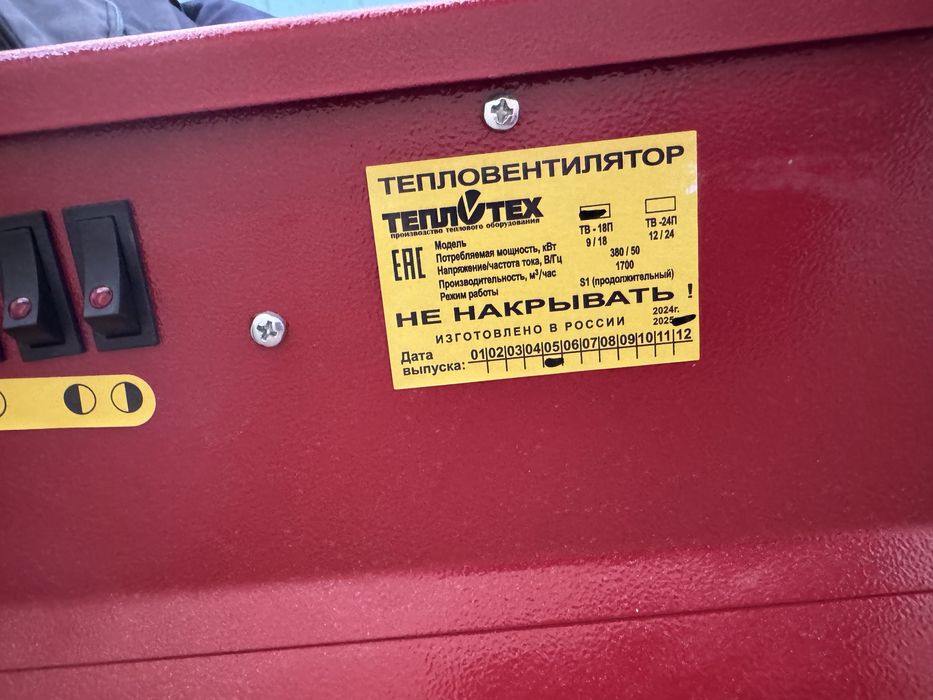 ТЕПЛОВЕНТИЛЯТОР
ТЕПЛОТЕХ
производство теплового оборудования
Модель ТВ -18П ТВ -24П
Потребляемая мощность, кВт 9 / 18 12 / 24
Напряжение/частота тока, В/Гц 380 / 50
Производительность, м³/час 1700
Режим работы S1 (продолжительный)
ЕАС
НЕ НАКРЫВАТЬ !
ИЗГОТОВЛЕНО В РОССИИ
2024г.
2025
Дата выпуска: 01 02 03 04 05 06 07 08 09 10 11 12